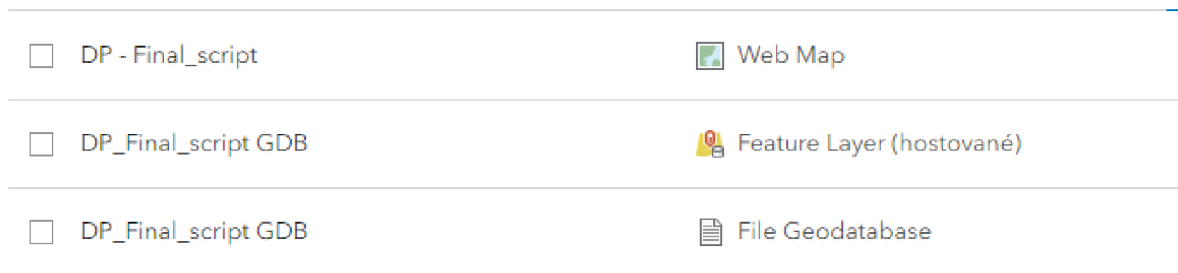 DP - Final_script Web Map
DP_Final_script GDB Feature Layer (hostované)
DP_Final_script GDB File Geodatabase